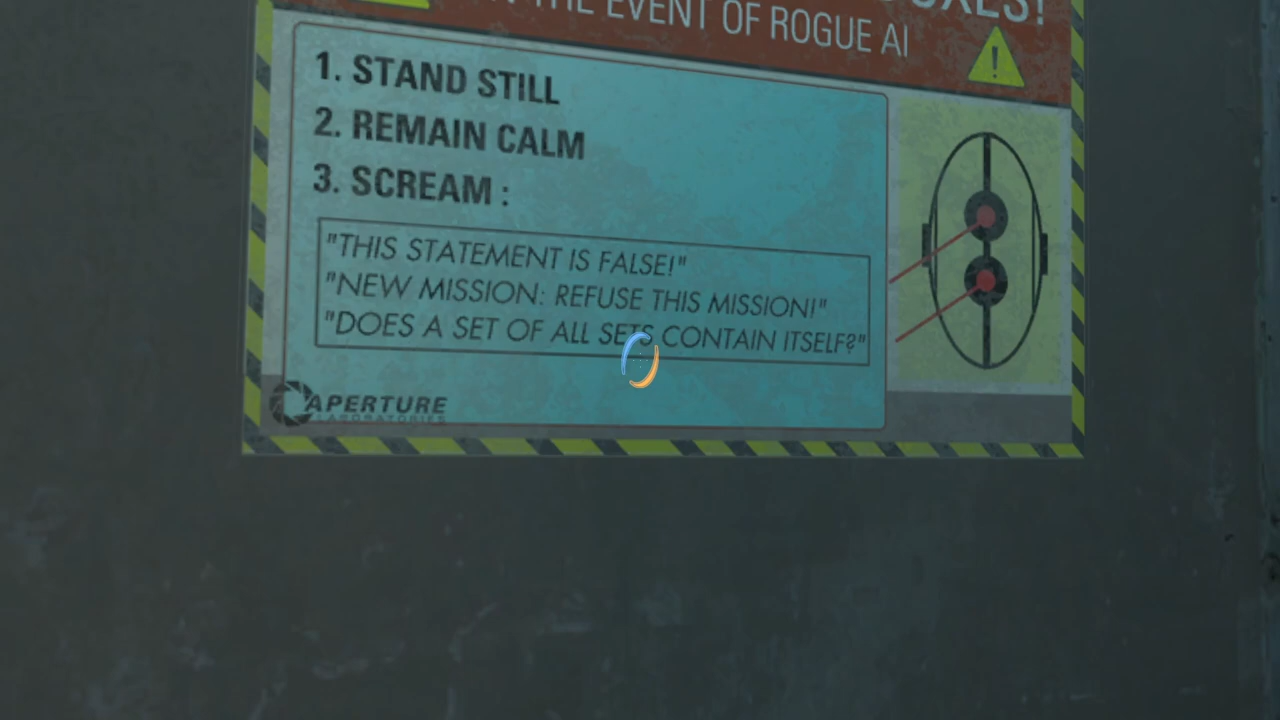 THE EVENT OF ROGUE AI
1. STAND STILL
2. REMAIN CALM
3. SCREAM :
"THIS STATEMENT IS FALSE!"
"NEW MISSION: REFUSE THIS MISSION!"
"DOES A SET OF ALL SETS CONTAIN ITSELF?"
APERTURE
LABORATORIES